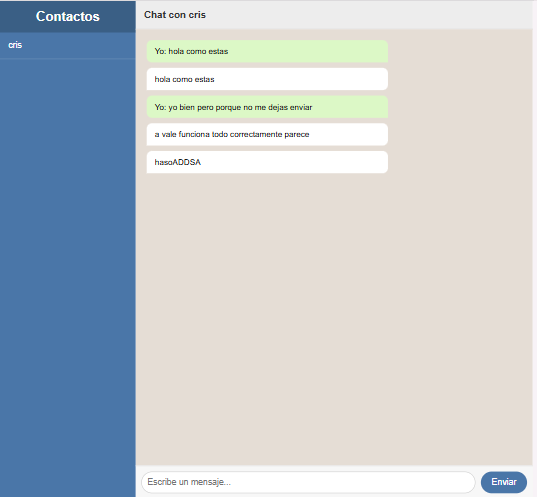 Contactos
cris
Chat con cris
Yo: hola como estas
hola como estas
Yo: yo bien pero porque no me dejas enviar
a vale funciona todo correctamente parece
hasoADDSA
Escribe un mensaje...
Enviar